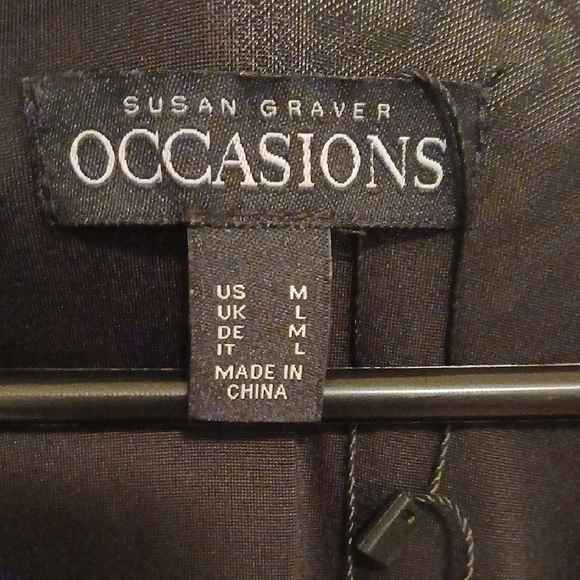 SUSAN GRAVER
OCCASIONS
US M
UK L
DE M
IT L
MADE IN
CHINA